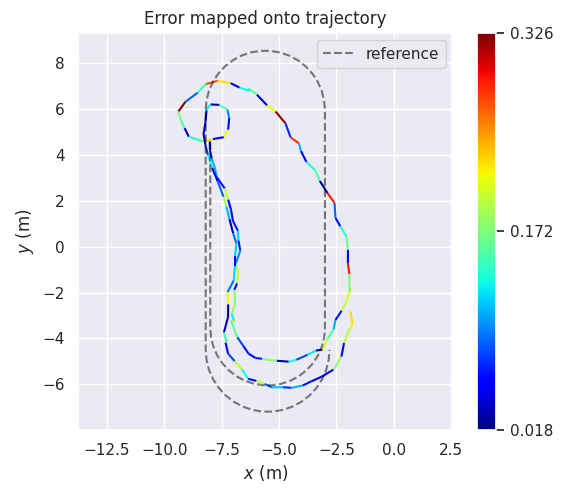 Error mapped onto trajectory
reference
y (m)
8
6
4
2
0
−2
−4
−6
−12.5 −10.0 −7.5 −5.0 −2.5 0.0 2.5
x (m)
0.326
0.172
0.018